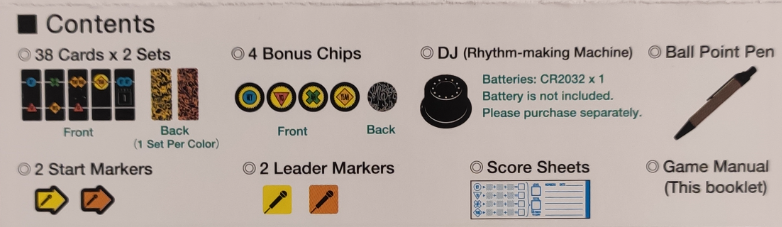 Contents
38 Cards x 2 Sets
Front
Back
(1 Set Per Color)
4 Bonus Chips
Front
Back
DJ (Rhythm-making Machine)
Batteries: CR2032 x 1
Battery is not included.
Please purchase separately.
Ball Point Pen
2 Start Markers
2 Leader Markers
Score Sheets
Game Manual
(This booklet)